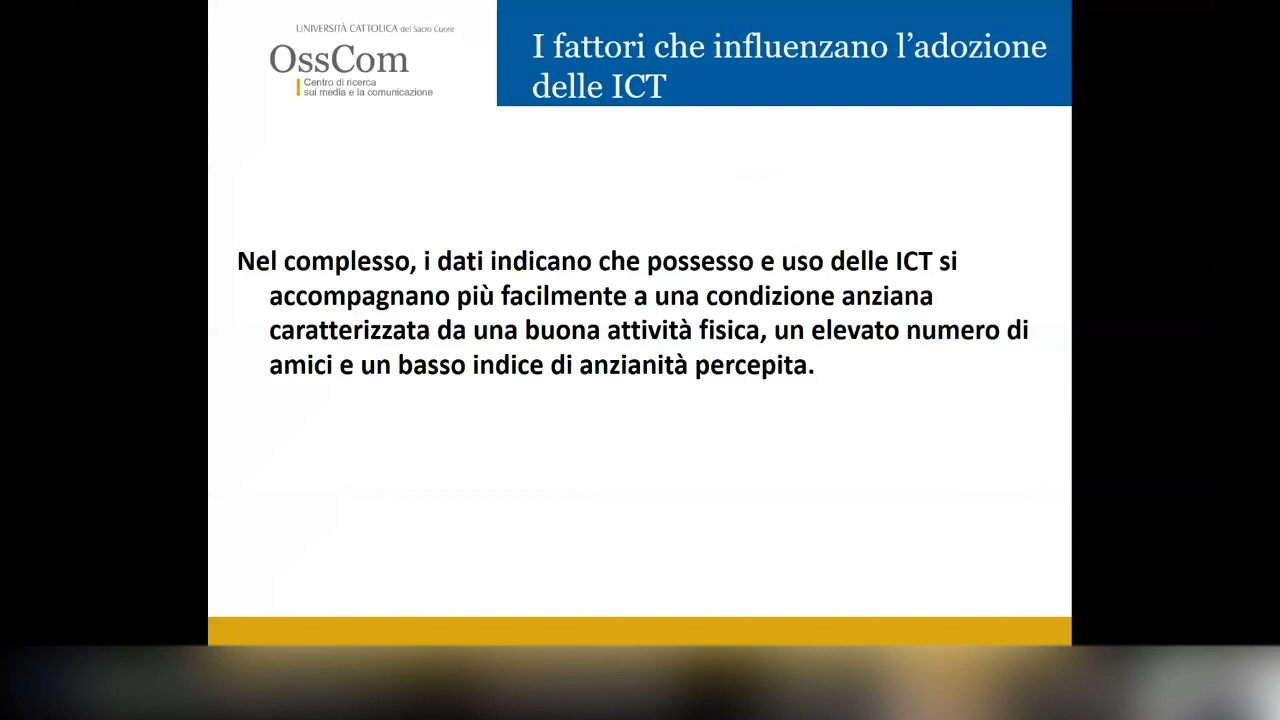 UNIVERSITÀ CATTOLICA del Sacro Cuore
OssCom
Centro di ricerca
sui media e la comunicazione
I fattori che influenzano l’adozione
delle ICT
Nel complesso, i dati indicano che possesso e uso delle ICT si
accompagnano più facilmente a una condizione anziana
caratterizzata da una buona attività fisica, un elevato numero di
amici e un basso indice di anzianità percepita.